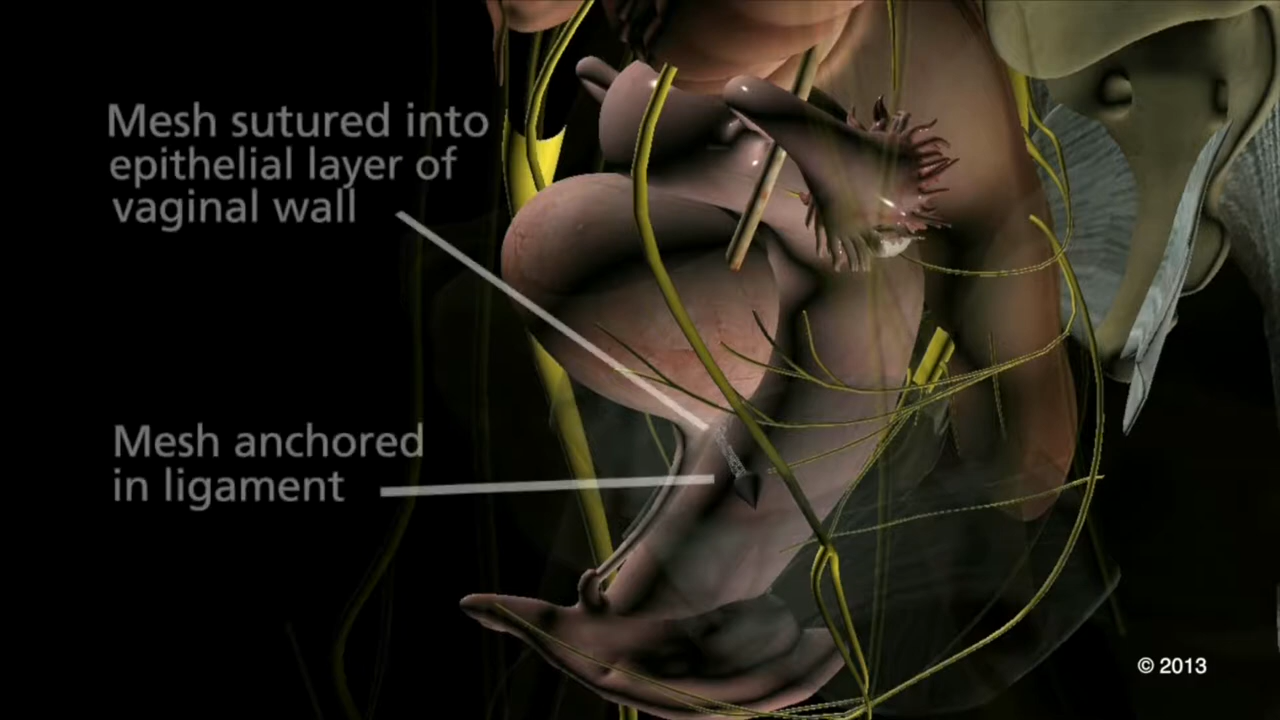 Mesh sutured into
epithelial layer of
vaginal wall
Mesh anchored
in ligament
© 2013